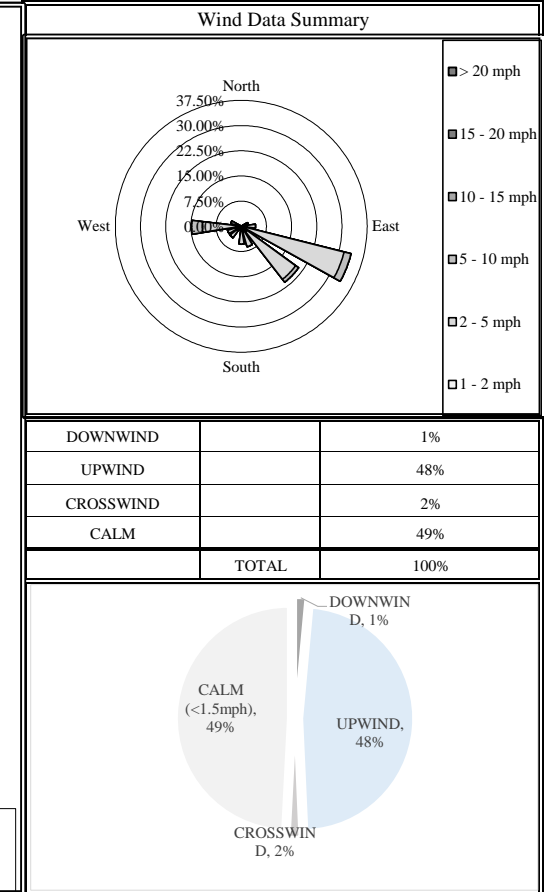 Wind Data Summary
North
37.50%
30.00%
22.50%
15.00%
7.50%
0.00%
West
East
South
> 20 mph
15 - 20 mph
10 - 15 mph
5 - 10 mph
2 - 5 mph
1 - 2 mph
DOWNWIND 1%
UPWIND 48%
CROSSWIND 2%
CALM 49%
TOTAL 100%
DOWNWIN
D, 1%
CALM
(<1.5mph),
49%
UPWIND,
48%
CROSSWIN
D, 2%